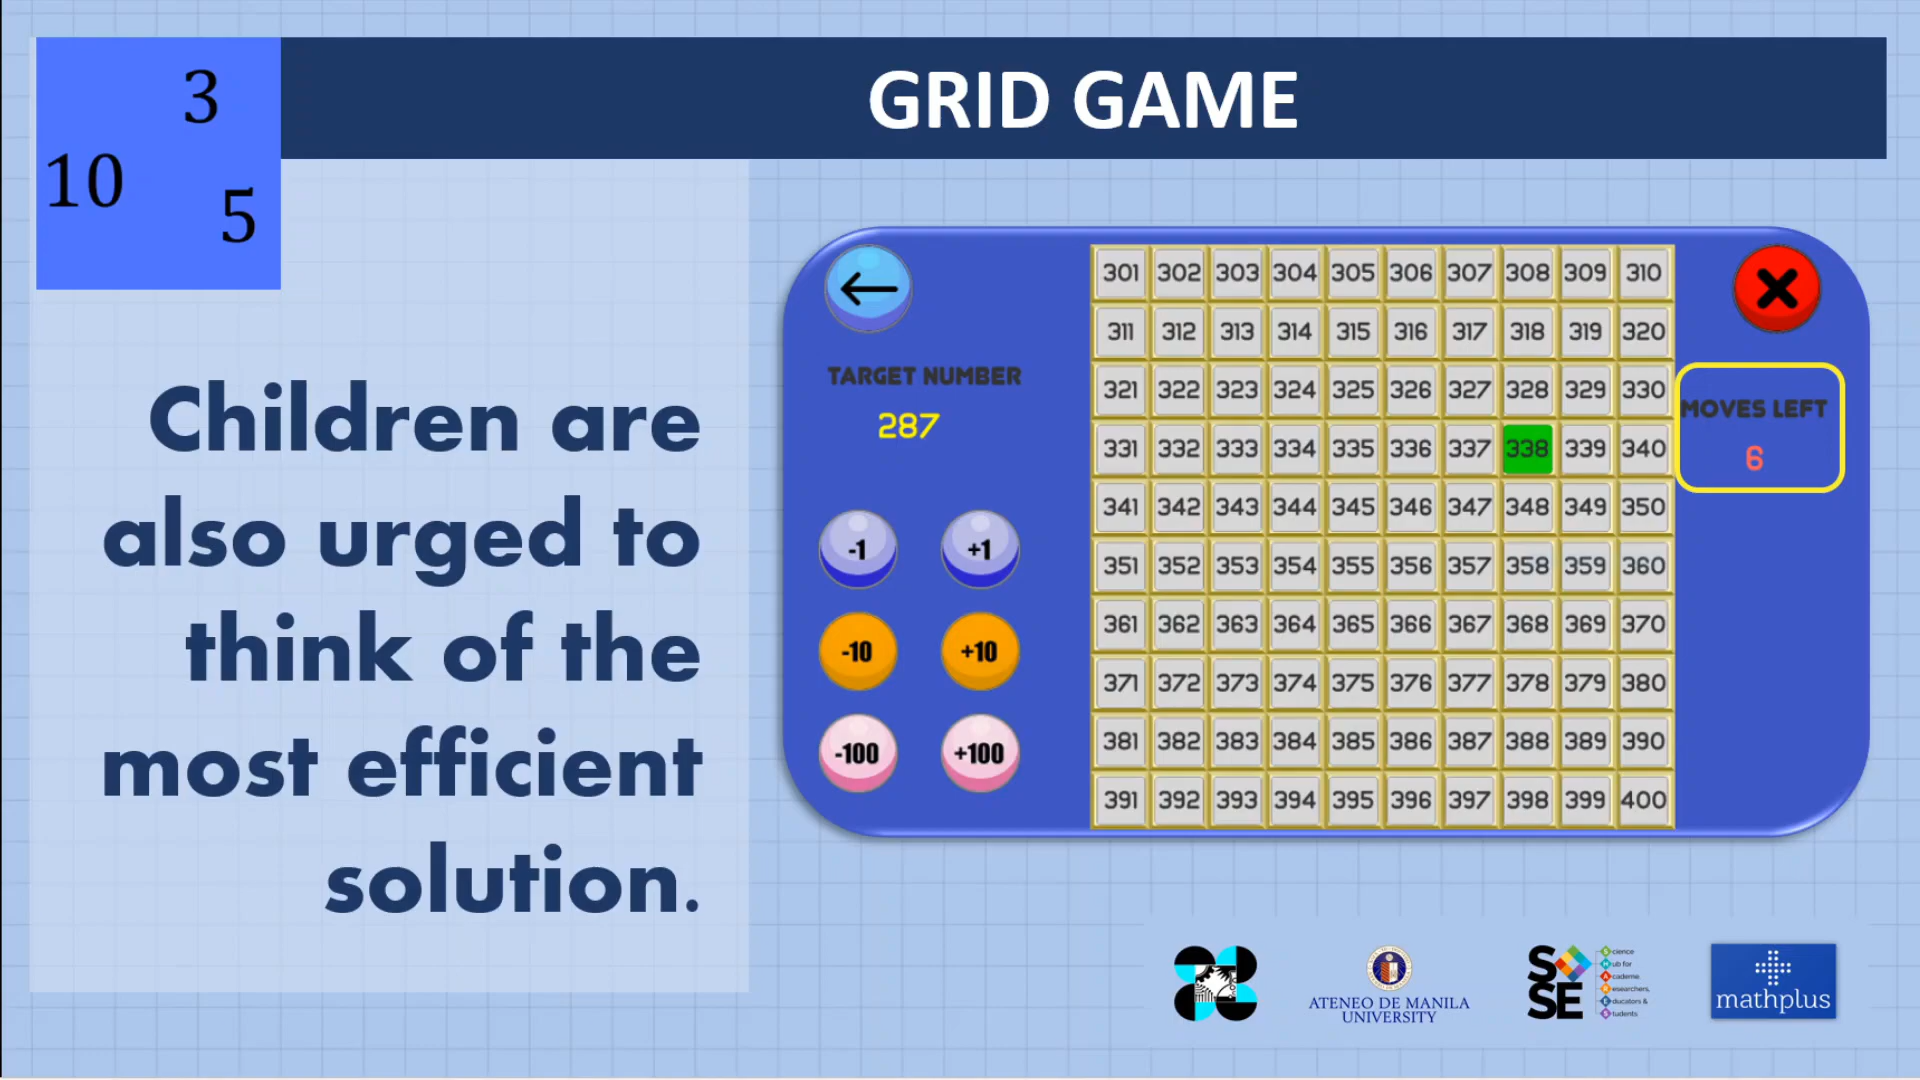 3
10
5
GRID GAME
Children are
also urged to
think of the
most efficient
solution.
TARGET NUMBER
287
-1 +1
-10 +10
-100 +100
301 302 303 304 305 306 307 308 309 310
311 312 313 314 315 316 317 318 319 320
321 322 323 324 325 326 327 328 329 330
331 332 333 334 335 336 337 338 339 340
341 342 343 344 345 346 347 348 349 350
351 352 353 354 355 356 357 358 359 360
361 362 363 364 365 366 367 368 369 370
371 372 373 374 375 376 377 378 379 380
381 382 383 384 385 386 387 388 389 390
391 392 393 394 395 396 397 398 399 400
MOVES LEFT
6
ATENEO DE MANILA
UNIVERSITY
Science
Hub for
Academe,
Researchers,
Educators &
Students
mathplus